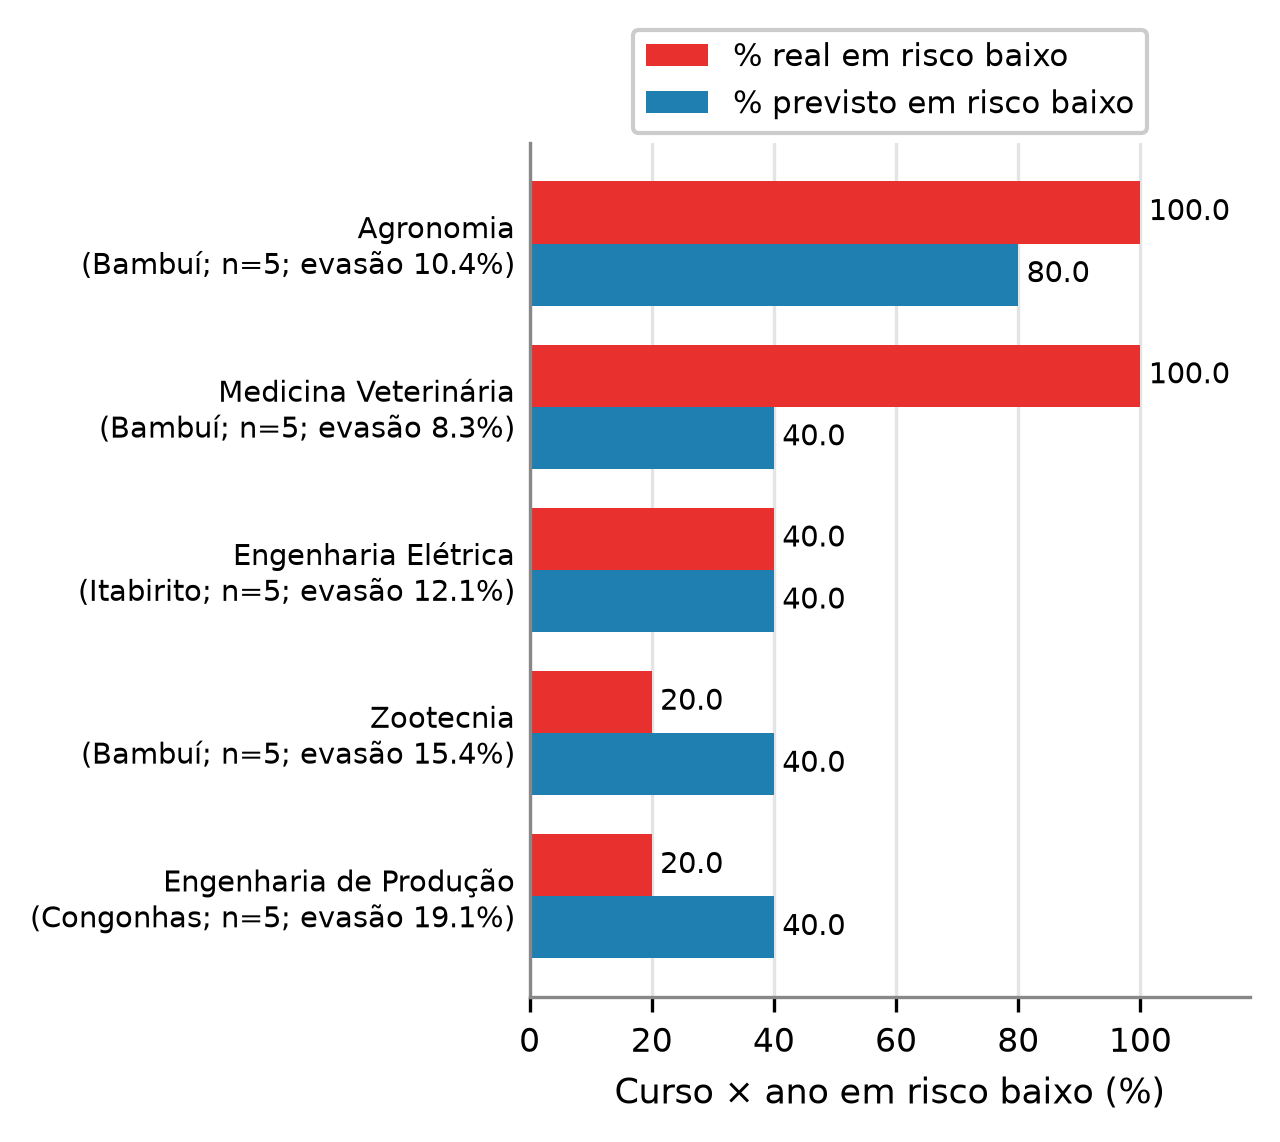 % real em risco baixo
% previsto em risco baixo
Agronomia
(Bambuí; n=5; evasão 10.4%)
100.0
80.0
Medicina Veterinária
(Bambuí; n=5; evasão 8.3%)
100.0
40.0
Engenharia Elétrica
(Itabirito; n=5; evasão 12.1%)
40.0
40.0
Zootecnia
(Bambuí; n=5; evasão 15.4%)
20.0
40.0
Engenharia de Produção
(Congonhas; n=5; evasão 19.1%)
20.0
40.0
0 20 40 60 80 100
Curso × ano em risco baixo (%)